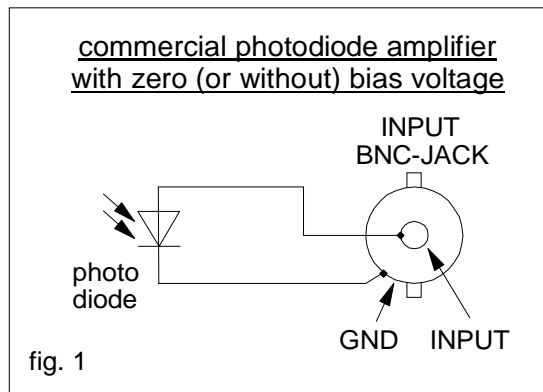 commercial photodiode amplifier
with zero (or without) bias voltage
INPUT
BNC-JACK
photo
diode
GND INPUT
fig. 1